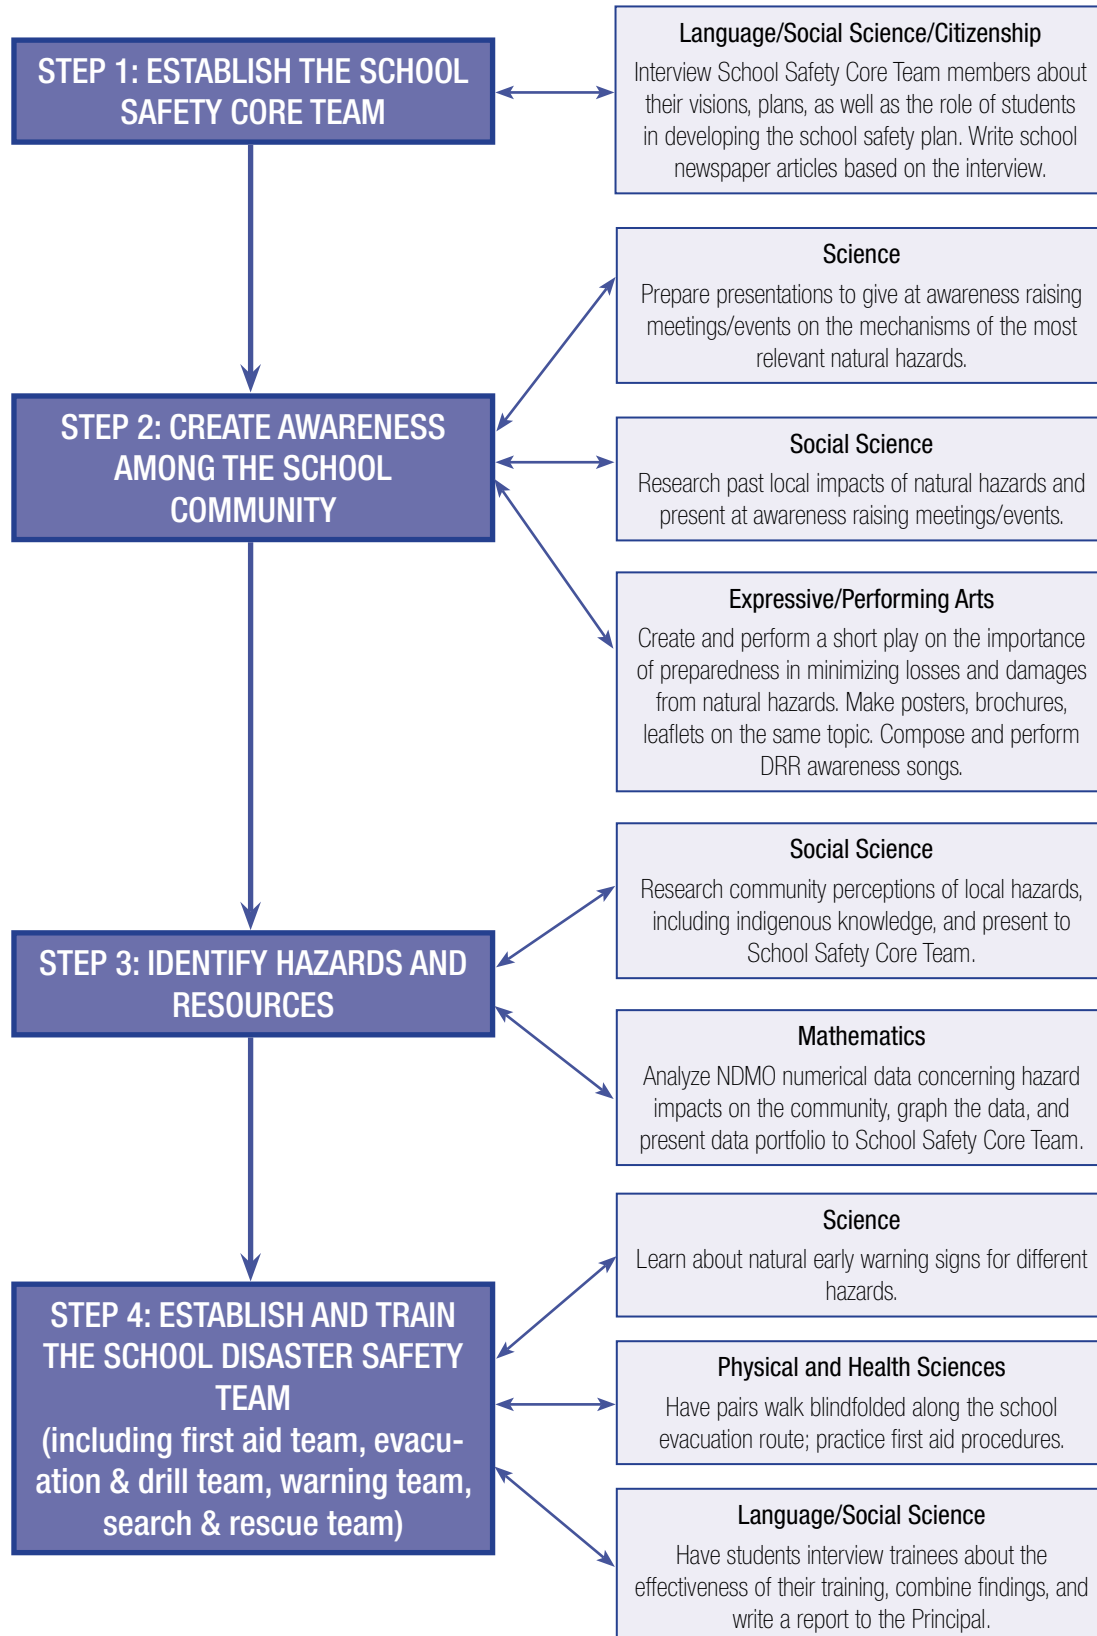 STEP 1: ESTABLISH THE SCHOOL
SAFETY CORE TEAM
Language/Social Science/Citizenship
Interview School Safety Core Team members about
their visions, plans, as well as the role of students
in developing the school safety plan. Write school
newspaper articles based on the interview.
STEP 2: CREATE AWARENESS
AMONG THE SCHOOL
COMMUNITY
Science
Prepare presentations to give at awareness raising
meetings/events on the mechanisms of the most
relevant natural hazards.
Social Science
Research past local impacts of natural hazards and
present at awareness raising meetings/events.
Expressive/Performing Arts
Create and perform a short play on the importance
of preparedness in minimizing losses and damages
from natural hazards. Make posters, brochures,
leaflets on the same topic. Compose and perform
DRR awareness songs.
STEP 3: IDENTIFY HAZARDS AND
RESOURCES
Social Science
Research community perceptions of local hazards,
including indigenous knowledge, and present to
School Safety Core Team.
Mathematics
Analyze NDMO numerical data concerning hazard
impacts on the community, graph the data, and
present data portfolio to School Safety Core Team.
STEP 4: ESTABLISH AND TRAIN
THE SCHOOL DISASTER SAFETY
TEAM
(including first aid team, evacu-
ation & drill team, warning team,
search & rescue team)
Science
Learn about natural early warning signs for different
hazards.
Physical and Health Sciences
Have pairs walk blindfolded along the school
evacuation route; practice first aid procedures.
Language/Social Science
Have students interview trainees about the
effectiveness of their training, combine findings, and
write a report to the Principal.